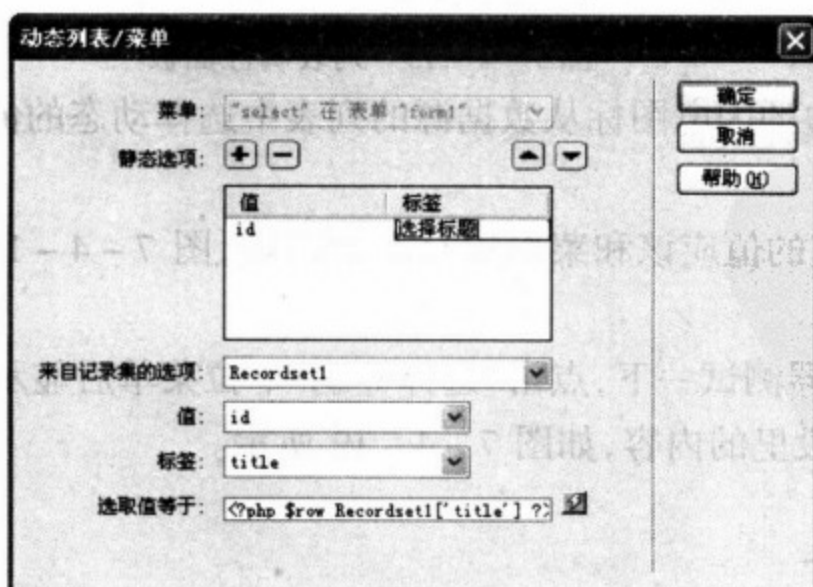 动态列表/菜单
菜单: "select" 在 表单 "form1"
确定
静态选项:
取消
帮助(H)
值 标签
id 选择标题
来自记录集的选项: Recordset1
值: id
标签: title
选取值等于: <?php $row Recordset1['title'] ?>